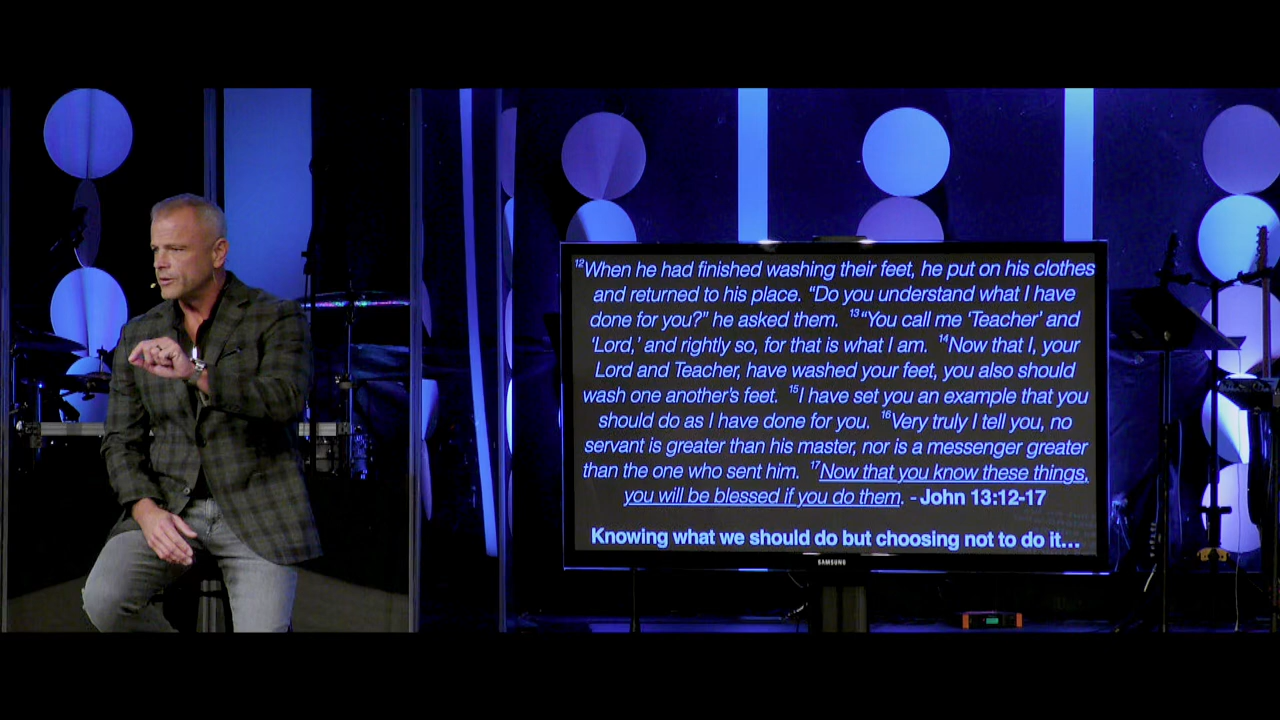 ¹²When he had finished washing their feet, he put on his clothes
and returned to his place. “Do you understand what I have
done for you?” he asked them. ¹³“You call me ‘Teacher’ and
‘Lord,’ and rightly so, for that is what I am. ¹⁴Now that I, your
Lord and Teacher, have washed your feet, you also should
wash one another’s feet. ¹⁵I have set you an example that you
should do as I have done for you. ¹⁶Very truly I tell you, no
servant is greater than his master, nor is a messenger greater
than the one who sent him. ¹⁷Now that you know these things,
you will be blessed if you do them. - John 13:12-17
Knowing what we should do but choosing not to do it…
SAMSUNG